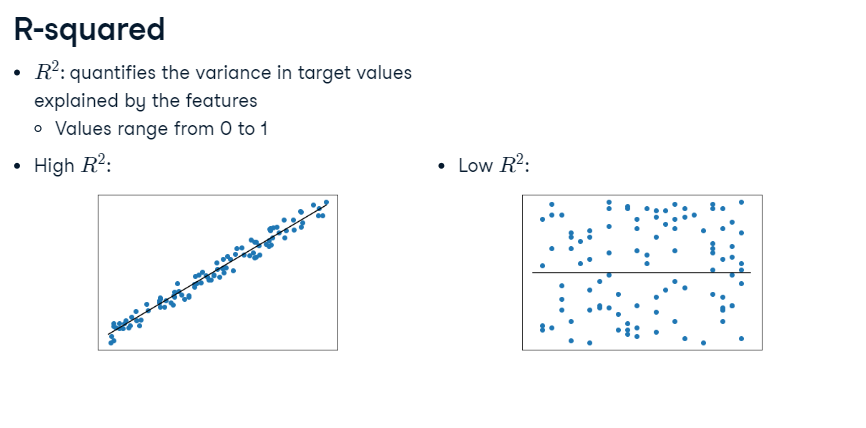 R-squared
• R²: quantifies the variance in target values
explained by the features
∘ Values range from 0 to 1
• High R²:
• Low R²: